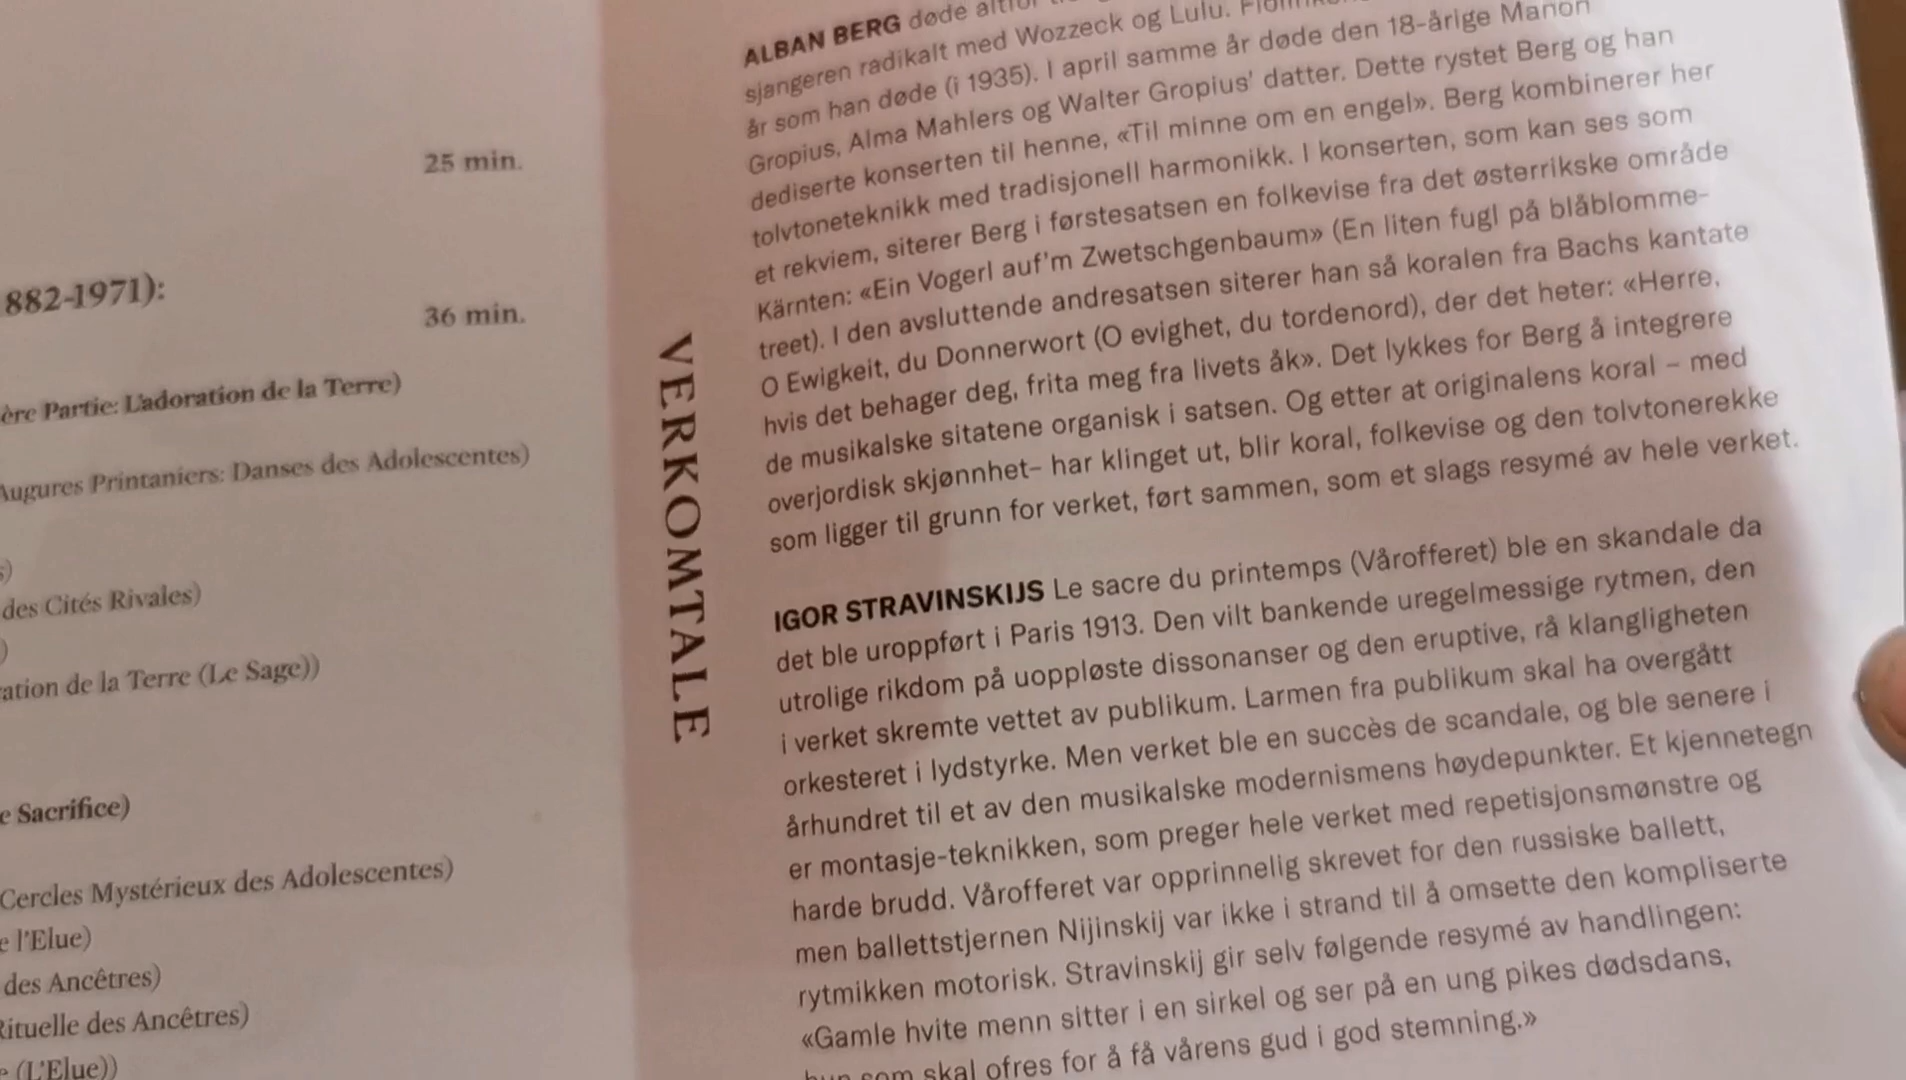 25 min.
882-1971):
36 min.
ère Partie: L'adoration de la Terre)
Augures Printaniers: Danses des Adolescentes)
des Cités Rivales)
)
ation de la Terre (Le Sage))
e Sacrifice)
Cercles Mystérieux des Adolescentes)
e l'Elue)
des Ancêtres)
Rituelle des Ancêtres)
(L'Elue))
VERKOMTALE
ALBAN BERG døde altfor
sjangeren radikalt med Wozzeck og Lulu.
år som han døde (i 1935). I april samme år døde den 18-årige Manon
Gropius, Alma Mahlers og Walter Gropius' datter. Dette rystet Berg og han
dediserte konserten til henne, «Til minne om en engel». Berg kombinerer her
tolvtoneteknikk med tradisjonell harmonikk. I konserten, som kan ses som
et rekviem, siterer Berg i førstesatsen en folkevise fra det østerrikske område
Kärnten: «Ein Vogerl auf'm Zwetschgenbaum» (En liten fugl på blåblomme-
treet). I den avsluttende andresatsen siterer han så koralen fra Bachs kantate
O Ewigkeit, du Donnerwort (O evighet, du tordenord), der det heter: «Herre,
hvis det behager deg, frita meg fra livets åk». Det lykkes for Berg å integrere
de musikalske sitatene organisk i satsen. Og etter at originalens koral – med
overjordisk skjønnhet– har klinget ut, blir koral, folkevise og den tolvtonerekke
som ligger til grunn for verket, ført sammen, som et slags resymé av hele verket.
IGOR STRAVINSKIJS Le sacre du printemps (Vårofferet) ble en skandale da
det ble uroppført i Paris 1913. Den vilt bankende uregelmessige rytmen, den
utrolige rikdom på uoppløste dissonanser og den eruptive, rå klangligheten
i verket skremte vettet av publikum. Larmen fra publikum skal ha overgått
orkesteret i lydstyrke. Men verket ble en succès de scandale, og ble senere i
århundret til et av den musikalske modernismens høydepunkter. Et kjennetegn
er montasje-teknikken, som preger hele verket med repetisjonsmønstre og
harde brudd. Vårofferet var opprinnelig skrevet for den russiske ballett,
men ballettstjernen Nijinskij var ikke i strand til å omsette den kompliserte
rytmikken motorisk. Stravinskij gir selv følgende resymé av handlingen:
«Gamle hvite menn sitter i en sirkel og ser på en ung pikes dødsdans,
som skal ofres for å få vårens gud i god stemning.»